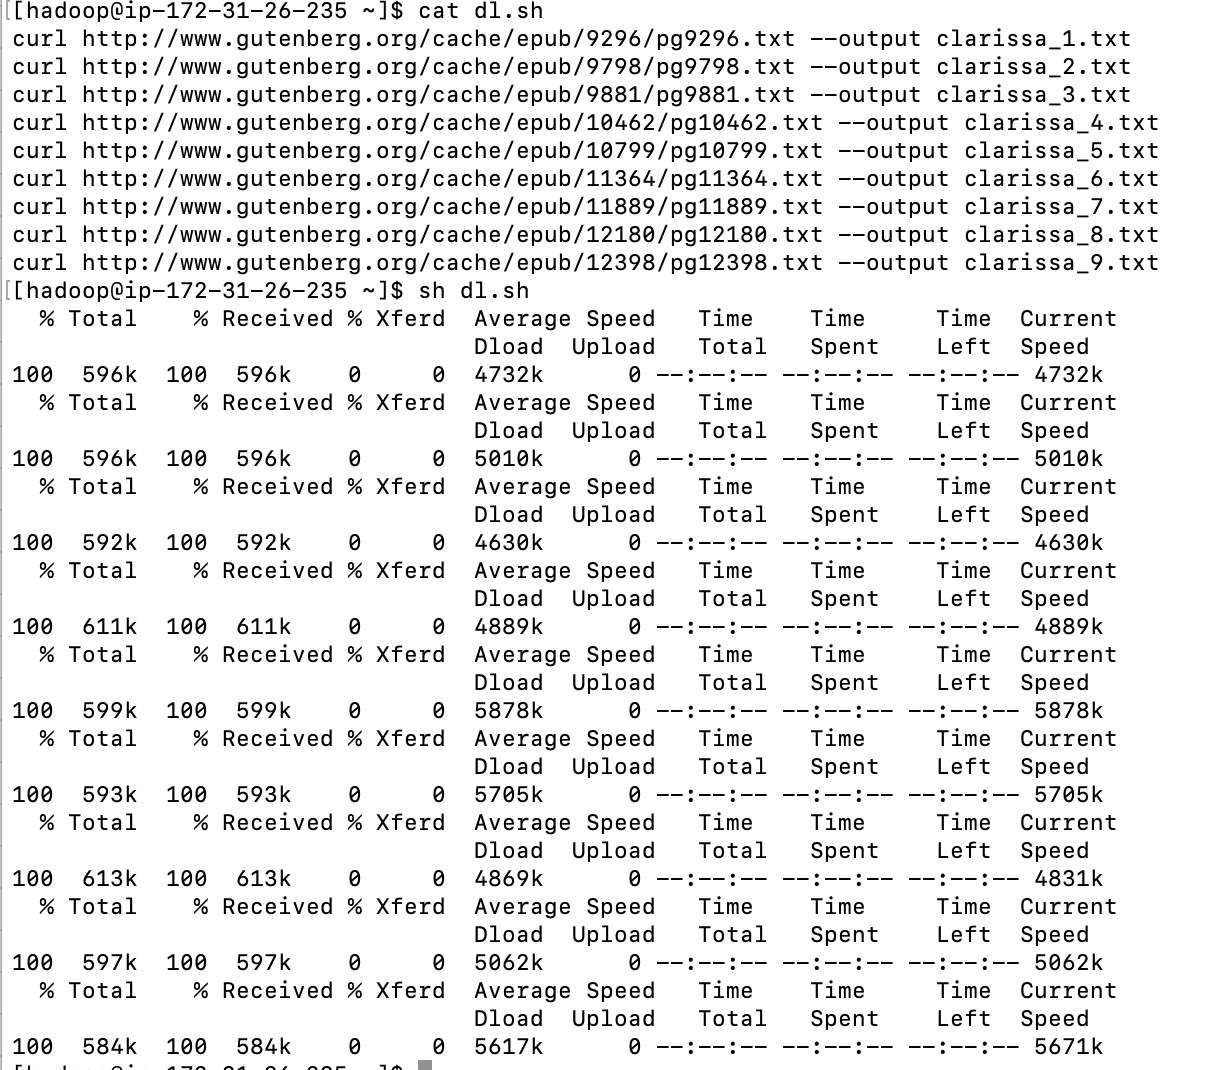 [[hadoop@ip-172-31-26-235 ~]$ cat dl.sh
curl http://www.gutenberg.org/cache/epub/9296/pg9296.txt --output clarissa_1.txt
curl http://www.gutenberg.org/cache/epub/9798/pg9798.txt --output clarissa_2.txt
curl http://www.gutenberg.org/cache/epub/9881/pg9881.txt --output clarissa_3.txt
curl http://www.gutenberg.org/cache/epub/10462/pg10462.txt --output clarissa_4.txt
curl http://www.gutenberg.org/cache/epub/10799/pg10799.txt --output clarissa_5.txt
curl http://www.gutenberg.org/cache/epub/11364/pg11364.txt --output clarissa_6.txt
curl http://www.gutenberg.org/cache/epub/11889/pg11889.txt --output clarissa_7.txt
curl http://www.gutenberg.org/cache/epub/12180/pg12180.txt --output clarissa_8.txt
curl http://www.gutenberg.org/cache/epub/12398/pg12398.txt --output clarissa_9.txt
[[hadoop@ip-172-31-26-235 ~]$ sh dl.sh
  % Total    % Received % Xferd  Average Speed   Time    Time     Time  Current
                                 Dload  Upload   Total   Spent    Left  Speed
100  596k  100  596k    0     0  4732k      0 --:--:-- --:--:-- --:--:-- 4732k
  % Total    % Received % Xferd  Average Speed   Time    Time     Time  Current
                                 Dload  Upload   Total   Spent    Left  Speed
100  596k  100  596k    0     0  5010k      0 --:--:-- --:--:-- --:--:-- 5010k
  % Total    % Received % Xferd  Average Speed   Time    Time     Time  Current
                                 Dload  Upload   Total   Spent    Left  Speed
100  592k  100  592k    0     0  4630k      0 --:--:-- --:--:-- --:--:-- 4630k
  % Total    % Received % Xferd  Average Speed   Time    Time     Time  Current
                                 Dload  Upload   Total   Spent    Left  Speed
100  611k  100  611k    0     0  4889k      0 --:--:-- --:--:-- --:--:-- 4889k
  % Total    % Received % Xferd  Average Speed   Time    Time     Time  Current
                                 Dload  Upload   Total   Spent    Left  Speed
100  599k  100  599k    0     0  5878k      0 --:--:-- --:--:-- --:--:-- 5878k
  % Total    % Received % Xferd  Average Speed   Time    Time     Time  Current
                                 Dload  Upload   Total   Spent    Left  Speed
100  593k  100  593k    0     0  5705k      0 --:--:-- --:--:-- --:--:-- 5705k
  % Total    % Received % Xferd  Average Speed   Time    Time     Time  Current
                                 Dload  Upload   Total   Spent    Left  Speed
100  613k  100  613k    0     0  4869k      0 --:--:-- --:--:-- --:--:-- 4831k
  % Total    % Received % Xferd  Average Speed   Time    Time     Time  Current
                                 Dload  Upload   Total   Spent    Left  Speed
100  597k  100  597k    0     0  5062k      0 --:--:-- --:--:-- --:--:-- 5062k
  % Total    % Received % Xferd  Average Speed   Time    Time     Time  Current
                                 Dload  Upload   Total   Spent    Left  Speed
100  584k  100  584k    0     0  5617k      0 --:--:-- --:--:-- --:--:-- 5671k